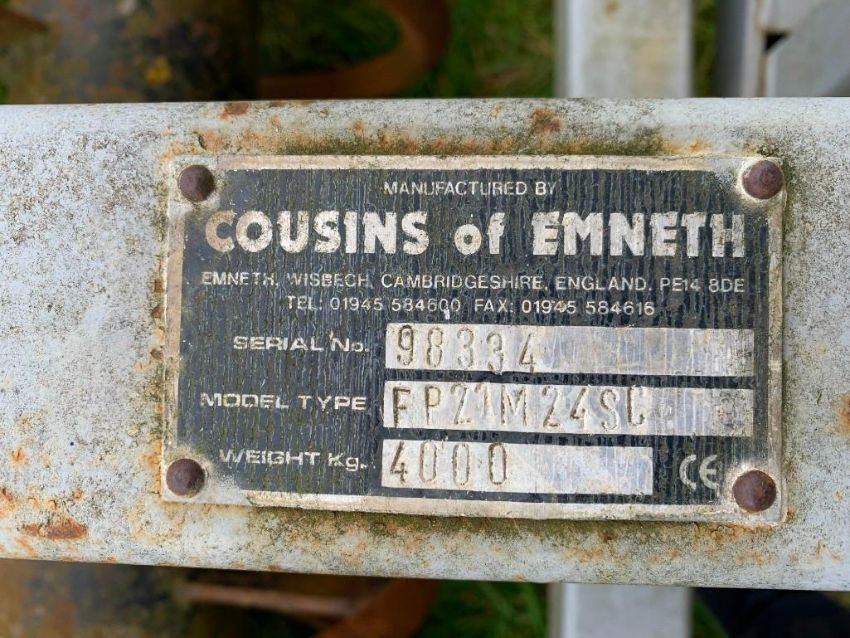 MANUFACTURED BY
COUSINS of EMNETH
EMNETH, WISBECH, CAMBRIDGESHIRE, ENGLAND. PE14 8DE
TEL: 01945 584600 FAX: 01945 584616
SERIAL No. 98334
MODEL TYPE FP21M24SC
WEIGHT Kg. 4000 CE